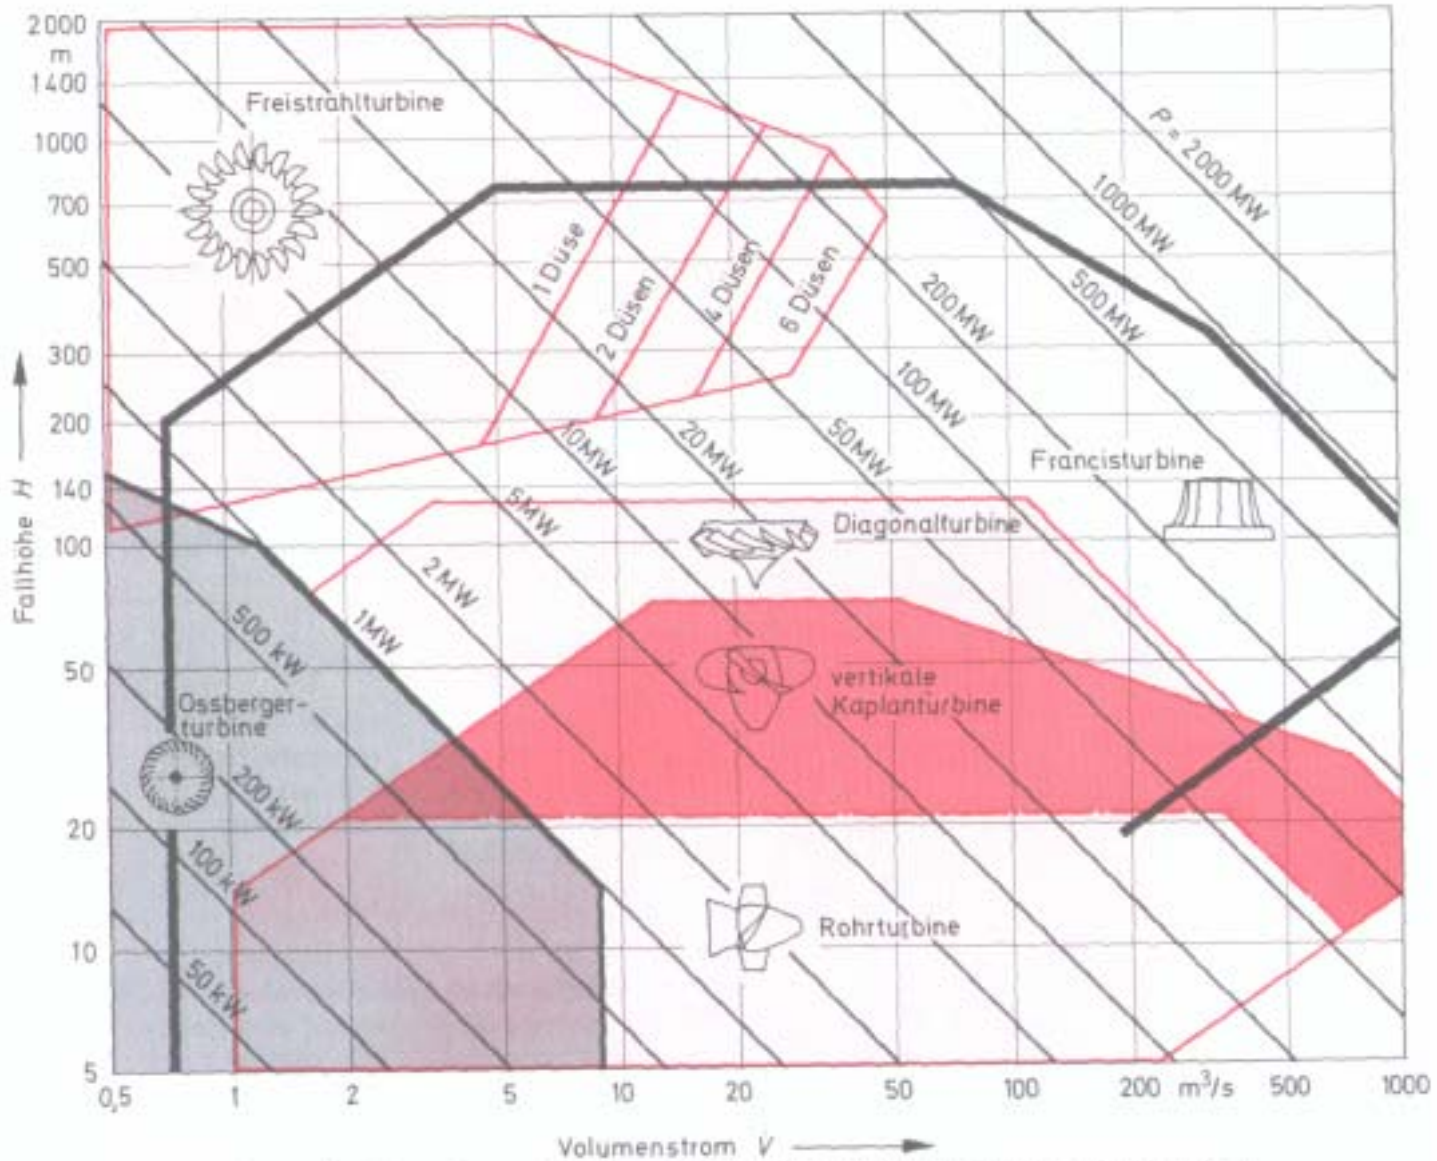 2000
m
1400
1000
700
500
300
200
140
100
50
20
10
5
Fallhöhe H
Freistrahlturbine
1 Düse
2 Düsen
4 Düsen
6 Düsen
P = 2000 MW
1000 MW
500 MW
200 MW
100 MW
50 MW
20 MW
10 MW
5 MW
2 MW
1 MW
500 kW
200 kW
100 kW
50 kW
Francisturbine
Diagonalturbine
vertikale
Kaplanturbine
Ossberger-
turbine
Rohrturbine
0,5 1 2 5 10 20 50 100 200 m³/s 500 1000
Volumenstrom V̇